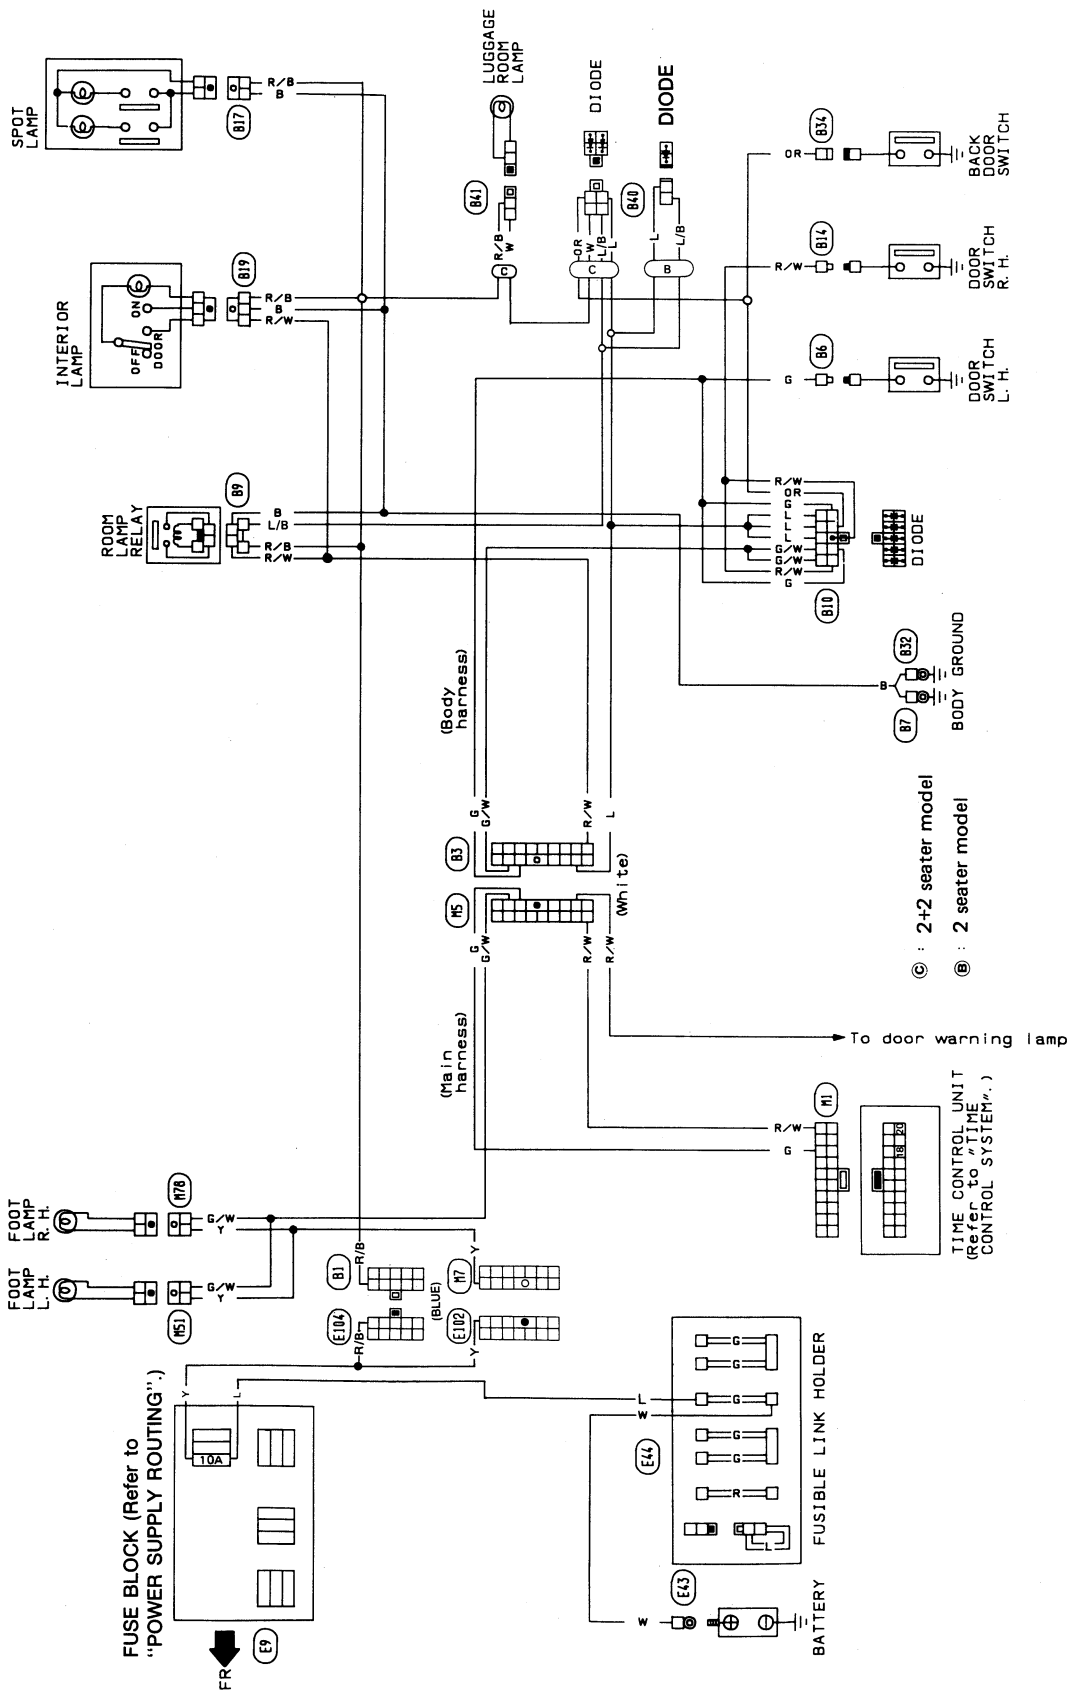 SPOT
LAMP
B17
R/B
B
LUGGAGE
ROOM
LAMP
B41
R/B
W
C
DIODE
OR
W
L/B
L
C
DIODE
B40
L
L/B
B
OR
B34
BACK
DOOR
SWITCH
INTERIOR
LAMP
ON
OFF
DOOR
B19
R/B
B
R/W
R/W
B14
DOOR
SWITCH
R. H.
G
B6
DOOR
SWITCH
L. H.
ROOM
LAMP
RELAY
B9
B
L/B
R/B
R/W
R/W
OR
G
L
L
L
G/W
G/W
R/W
G
B10
DIODE
B
B32
B7
BODY GROUND
(Body
harness)
G
G/W
R/W
L
B3
M5
(White)
G
G/W
R/W
R/W
(Main
harness)
C : 2+2 seater model
B : 2 seater model
To door warning lamp
R/W
G
M1
18
20
TIME CONTROL UNIT
(Refer to "TIME
CONTROL SYSTEM".)
FOOT
LAMP
R. H.
M78
G/W
Y
FOOT
LAMP
L. H.
M51
G/W
Y
R/B
B1
E104
R/B
(BLUE)
Y
M7
E102
Y
FUSE BLOCK (Refer to
"POWER SUPPLY ROUTING".)
Y
L
10A
E9
FR
L
W
E44
G
G
G
G
G
R
L
FUSIBLE LINK HOLDER
W
E43
BATTERY